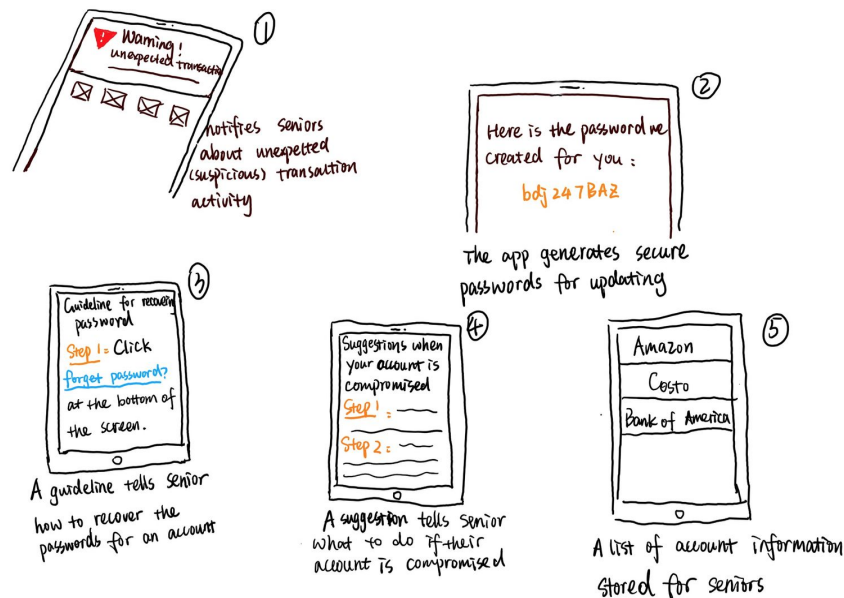 ①
Warning!
unexpected transactio
notifies seniors
about unexpected
(suspicious) transaction
activity
②
Here is the password we
created for you:
bdj247BAZ
The app generates secure
passwords for updating
③
Guideline for recovering
password
Step 1: Click
forget password?
at the bottom of
the screen.
A guideline tells senior
how to recover the
passwords for an account
④
Suggestions when
your account is
compromised
Step 1:
Step 2:
A suggestion tells senior
what to do if their
account is compromised
⑤
Amazon
Costo
Bank of America
A list of account information
stored for seniors